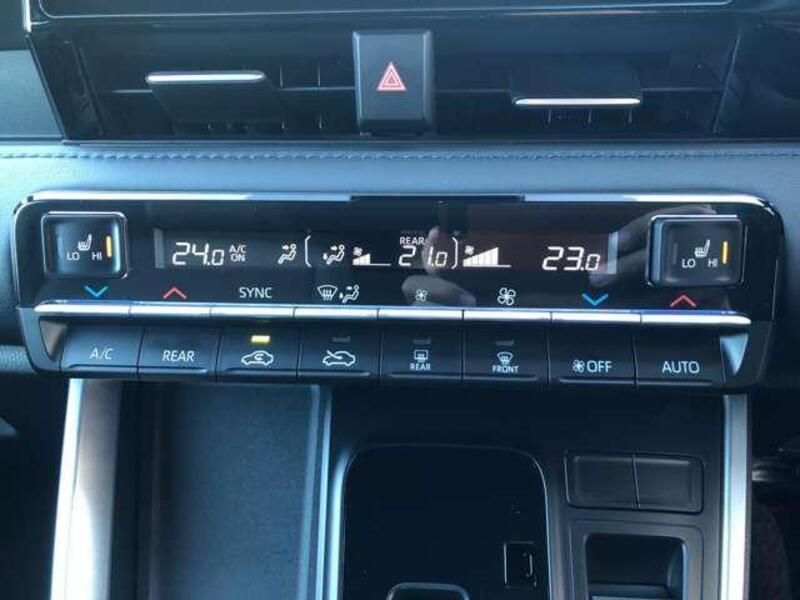 LO HI 24.0 A/C ON REAR 21.0 23.0 LO HI
SYNC
A/C REAR REAR FRONT OFF AUTO